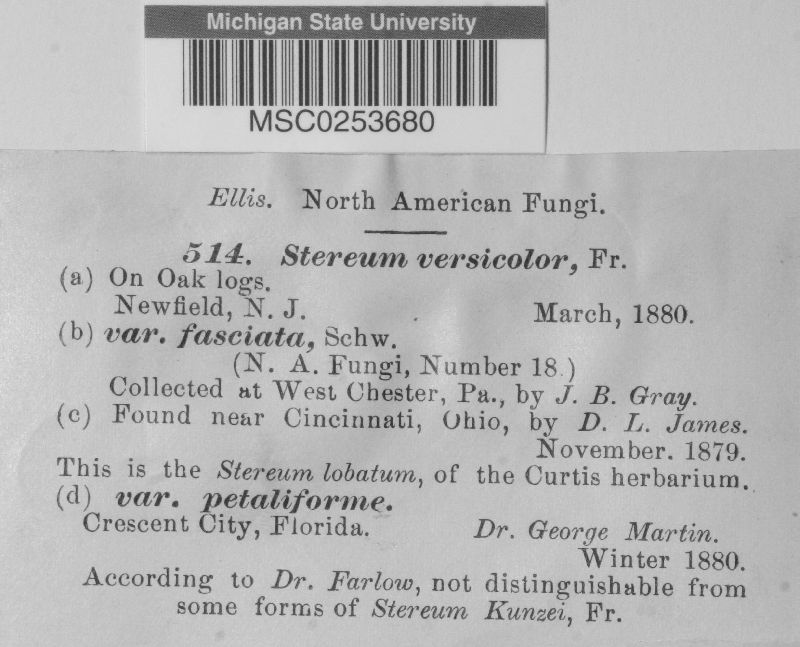 Michigan State University
MSC0253680
Ellis. North American Fungi.
514. Stereum versicolor, Fr.
(a) On Oak logs.
Newfield, N. J. March, 1880.
(b) var. fasciata, Schw.
(N. A. Fungi, Number 18.)
Collected at West Chester, Pa., by J. B. Gray.
(c) Found near Cincinnati, Ohio, by D. L. James.
November. 1879.
This is the Stereum lobatum, of the Curtis herbarium.
(d) var. petaliforme.
Crescent City, Florida. Dr. George Martin.
Winter 1880.
According to Dr. Farlow, not distinguishable from
some forms of Stereum Kunzei, Fr.